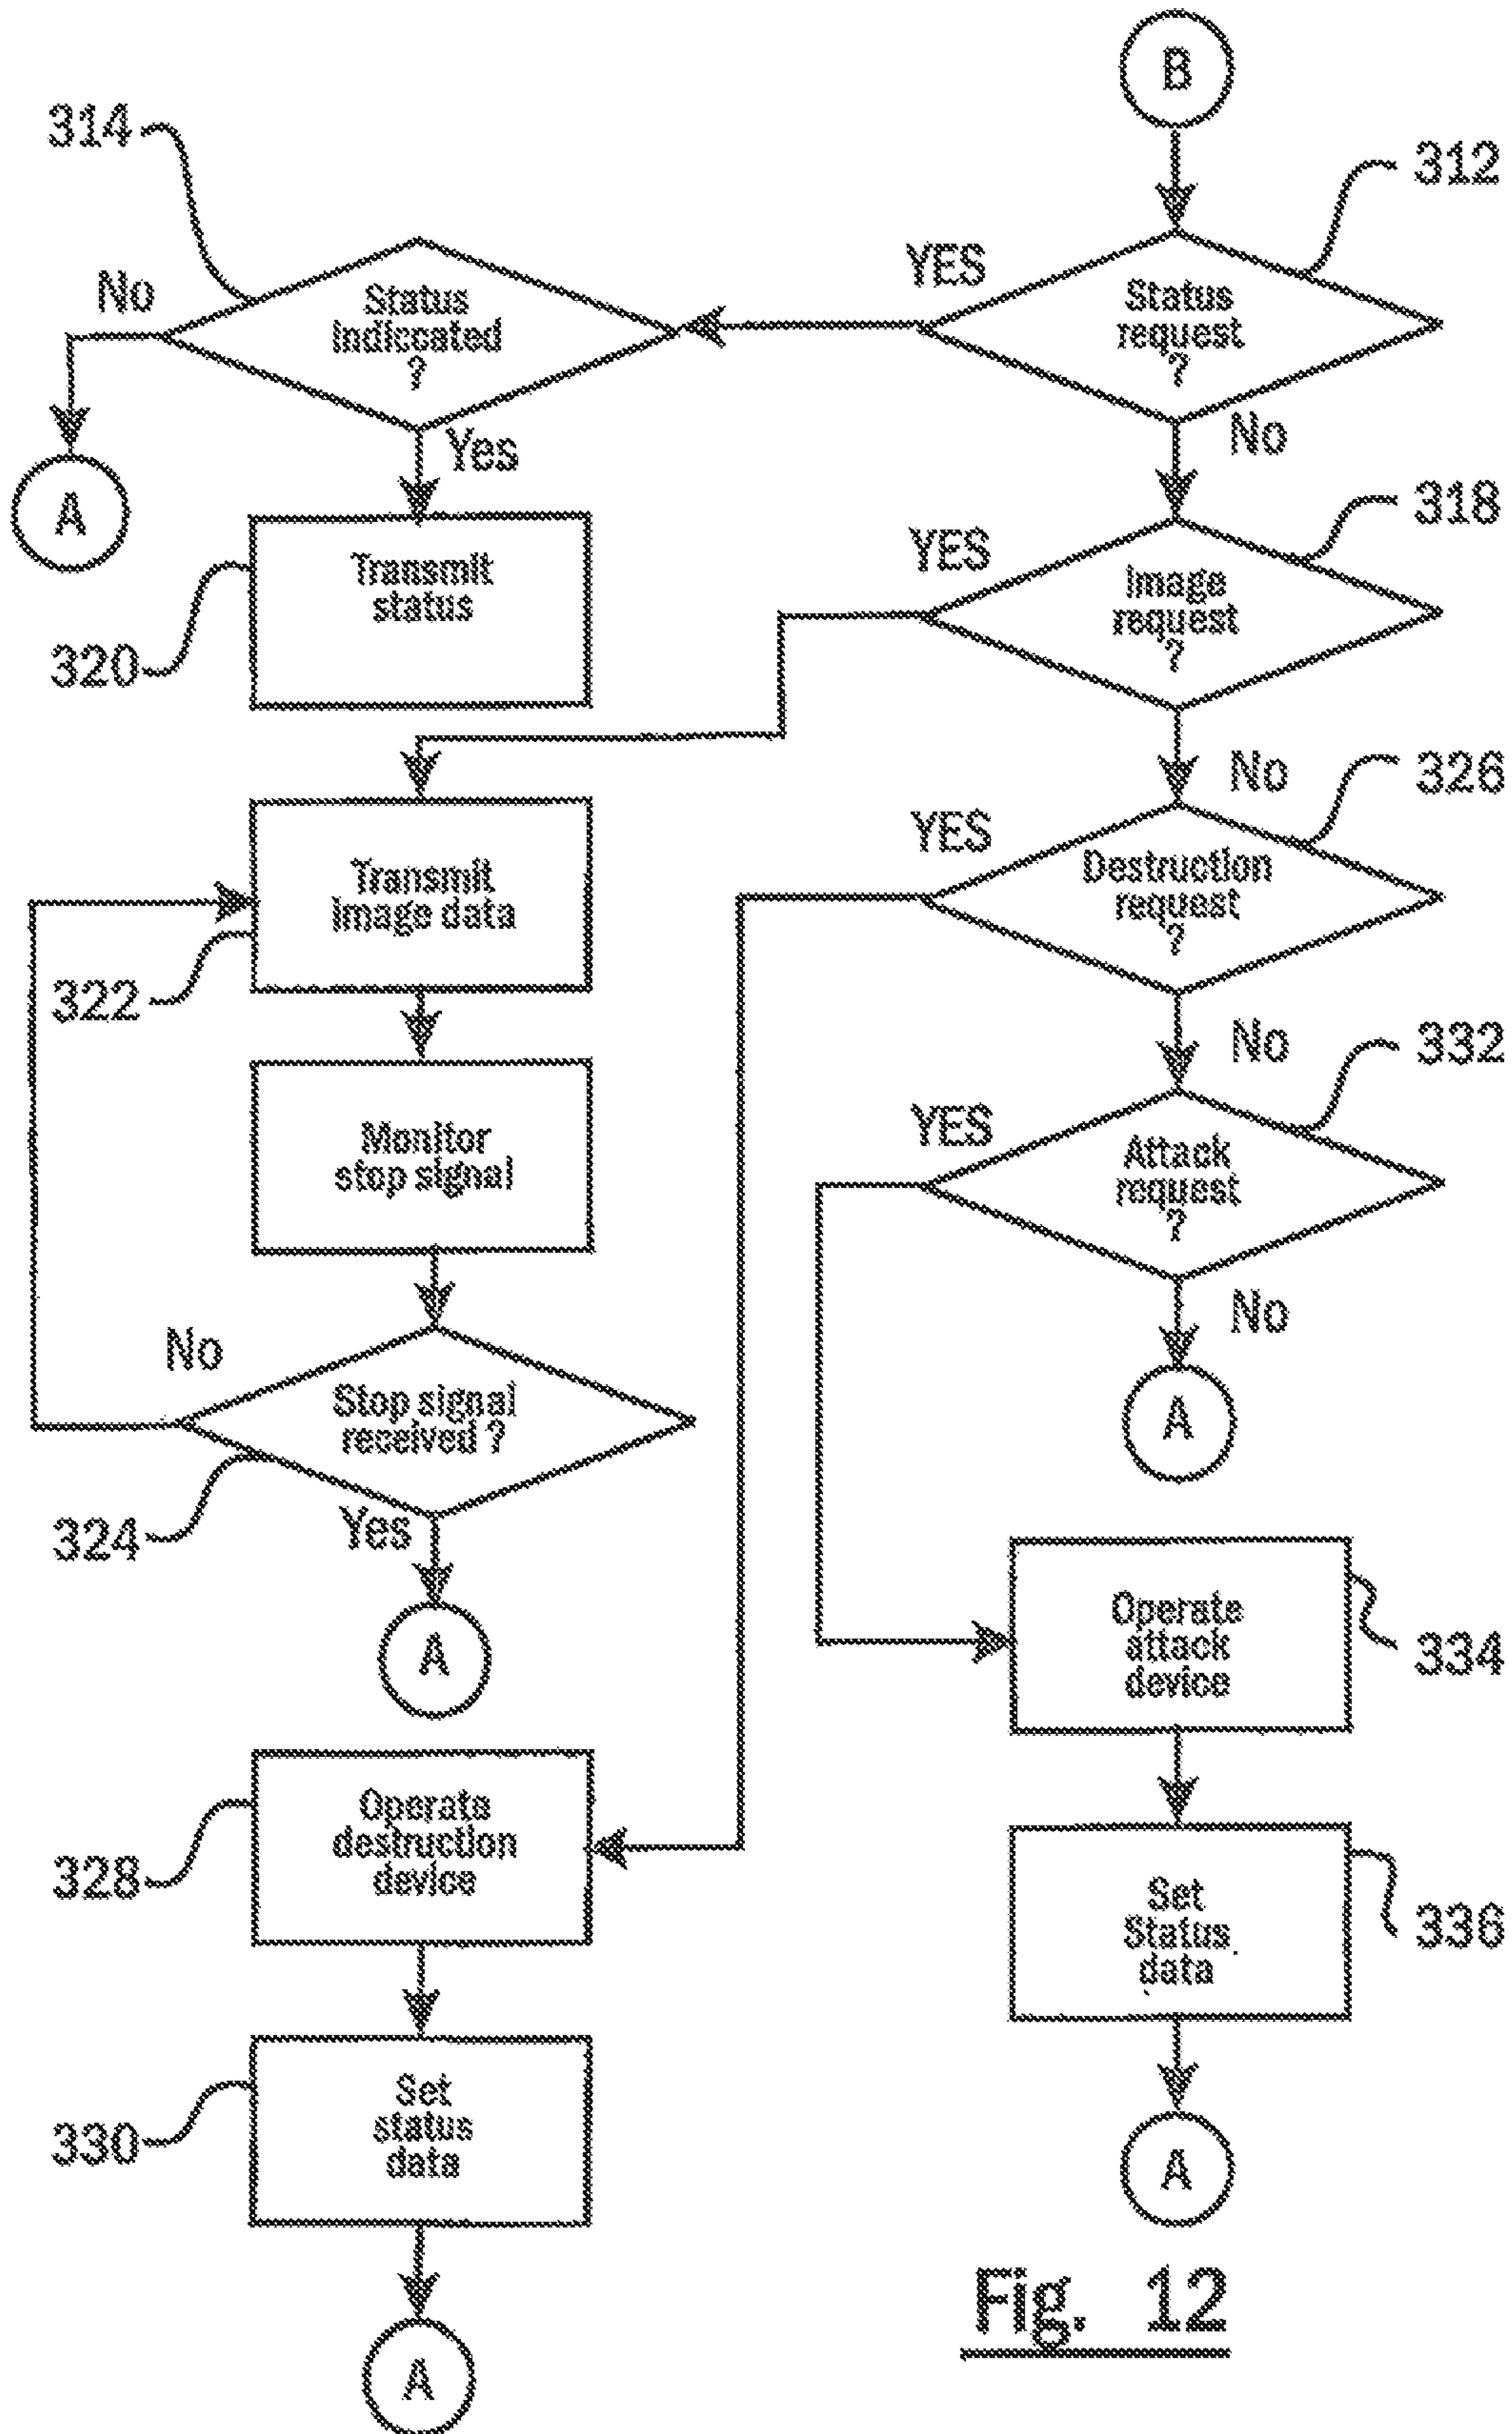 B
314
312
YES
No
Status
indiccated
?
Status
request
?
Yes
No
A
318
YES
Transmit
status
Image
request
?
320
No
326
YES
Transmit
image data
Destruction
request
?
322
No
332
YES
Monitor
stop signal
Attack
request
?
No
No
Stop signal
received ?
A
324
Yes
A
Operate
attack
device
334
Operate
destruction
device
328
Set
Status
data
336
Set
status
data
330
A
Fig. 12
A